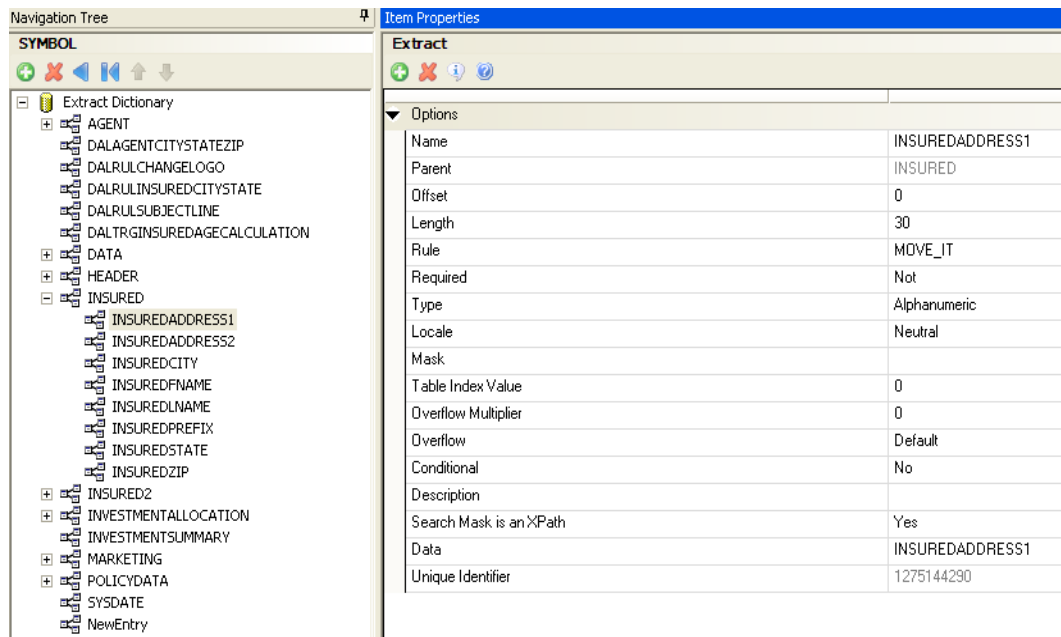 Navigation Tree
SYMBOL
Extract Dictionary
AGENT
DALAGENTCITYSTATEZIP
DALRULCHANGELOGO
DALRULINSUREDCITYSTATE
DALRULSUBJECTLINE
DALTRGINSUREDAGECALCULATION
DATA
HEADER
INSURED
INSUREDADDRESS1
INSUREDADDRESS2
INSUREDCITY
INSUREDFNAME
INSUREDLNAME
INSUREDPREFIX
INSUREDSTATE
INSUREDZIP
INSURED2
INVESTMENTALLOCATION
INVESTMENTSUMMARY
MARKETING
POLICYDATA
SYSDATE
NewEntry
Item Properties
Extract
Options
Name INSUREDADDRESS1
Parent INSURED
Offset 0
Length 30
Rule MOVE_IT
Required Not
Type Alphanumeric
Locale Neutral
Mask
Table Index Value 0
Overflow Multiplier 0
Overflow Default
Conditional No
Description
Search Mask is an XPath Yes
Data INSUREDADDRESS1
Unique Identifier 1275144290